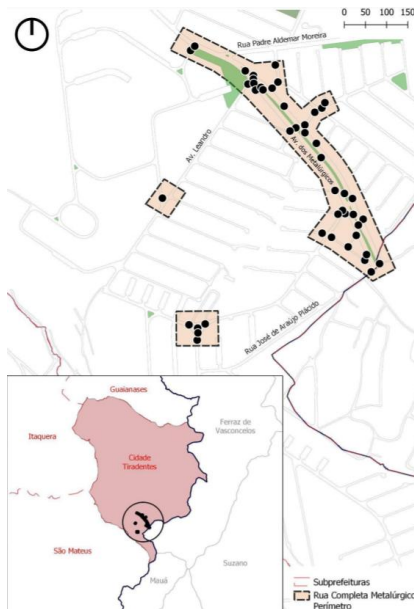 0 50 100 150
Rua Padre Aldemar Moreira
Av. Leandro
Av. dos Metalúrgicos
Rua José de Araújo Plácido
Guaianases
Itaquera
Ferraz de
Vasconcelos
Cidade
Tiradentes
São Mateus
Mauá
Suzano
Subprefeituras
Rua Completa Metalúrgico
Perímetro